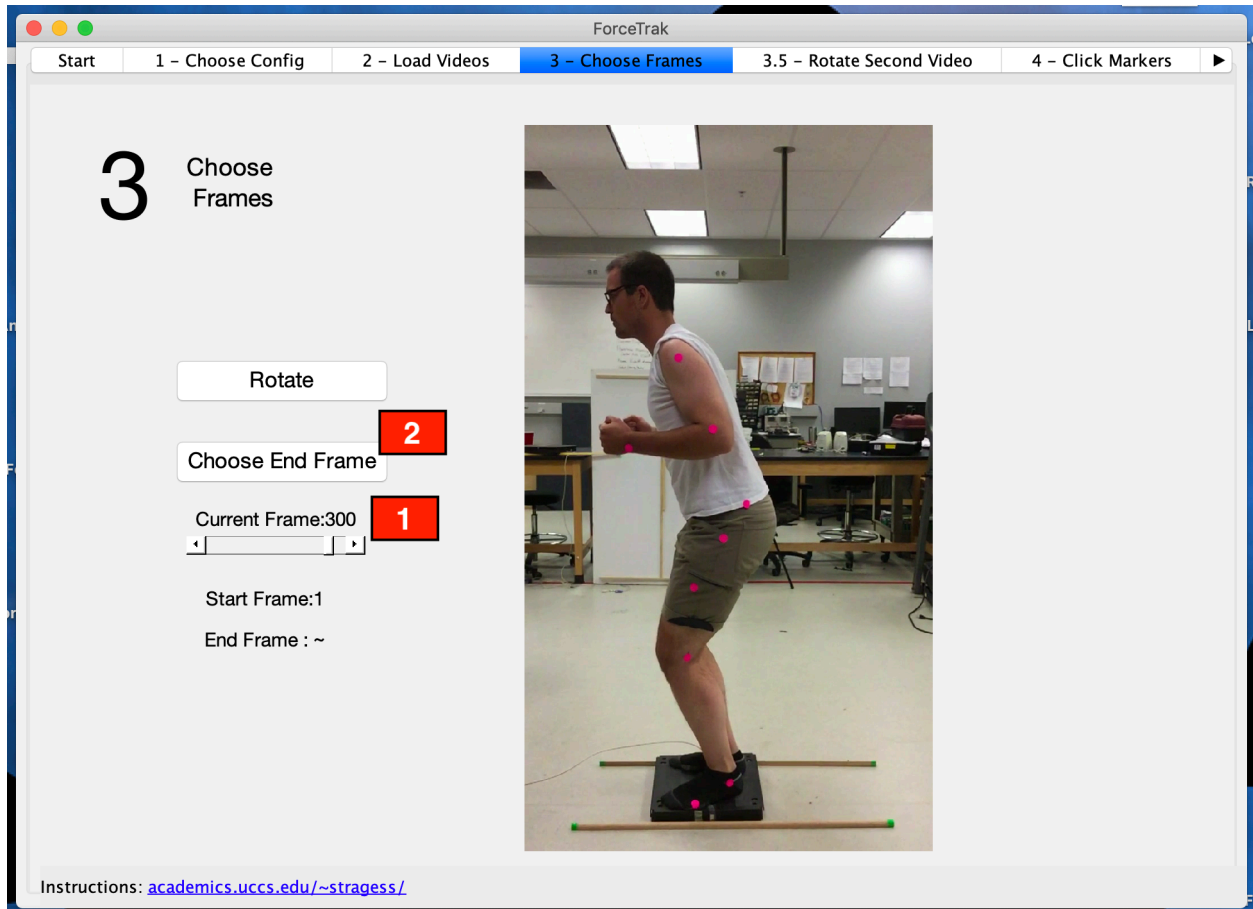 ForceTrak
Start 1 – Choose Config 2 – Load Videos 3 – Choose Frames 3.5 – Rotate Second Video 4 – Click Markers
3
Choose
Frames
Rotate
2
Choose End Frame
Current Frame:300
1
Start Frame:1
End Frame : ~
Instructions: academics.uccs.edu/~stragess/